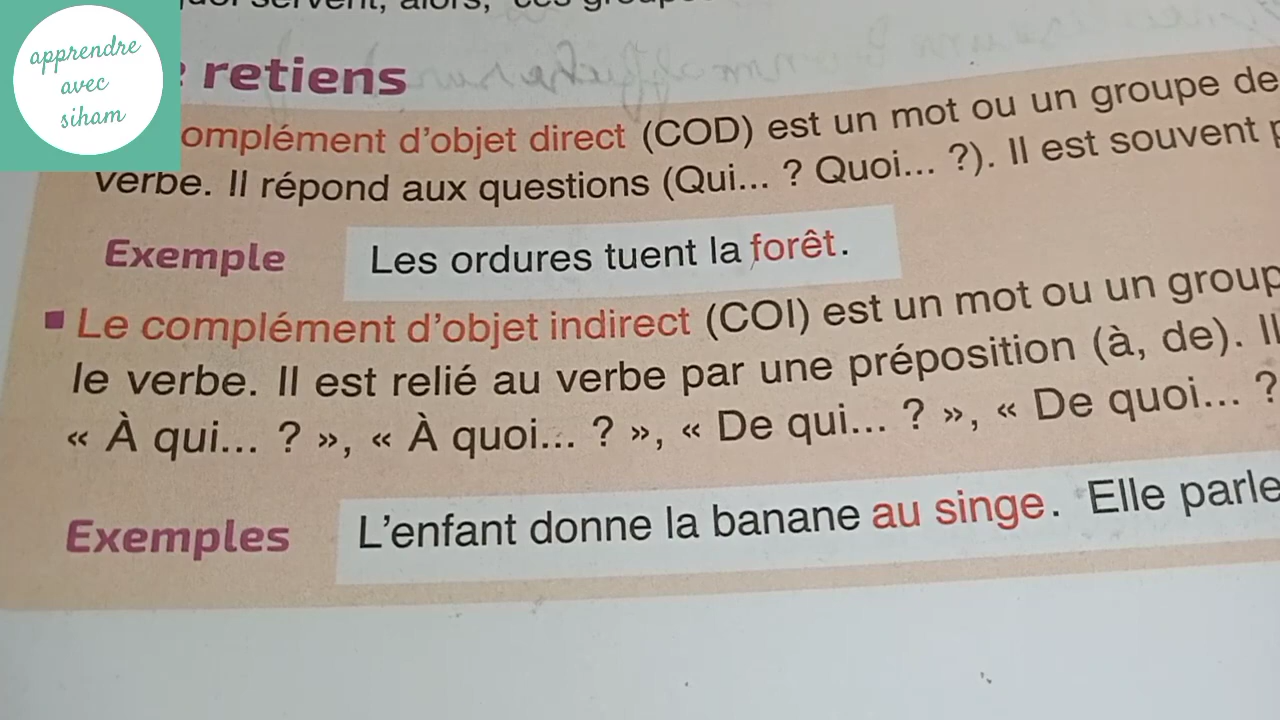 apprendre
avec
siham
alors,
retiens
omplément d'objet direct (COD) est un mot ou un groupe de
verbe. Il répond aux questions (Qui... ? Quoi... ?). Il est souvent
Exemple Les ordures tuent la forêt.
Le complément d'objet indirect (COI) est un mot ou un group
le verbe. Il est relié au verbe par une préposition (à, de). Il
« À qui... ? », « À quoi... ? », « De qui... ? », « De quoi... ?
Exemples L'enfant donne la banane au singe. Elle parle